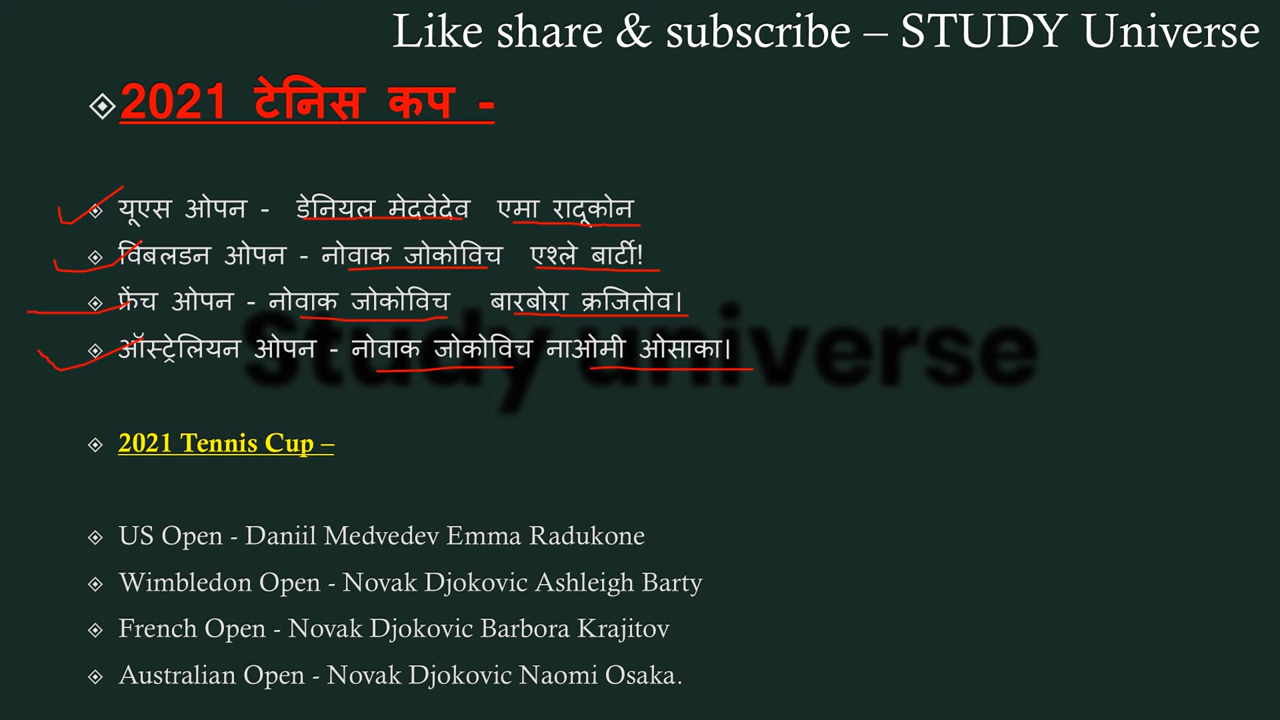 Like share & subscribe – STUDY Universe
2021 टेनिस कप -
यूएस ओपन - डेनियल मेदवेदेव एमा रादूकोन
विंबलडन ओपन - नोवाक जोकोविच एश्ले बार्टी!
फ्रेंच ओपन - नोवाक जोकोविच बारबोरा क्रजितोव।
ऑस्ट्रेलियन ओपन - नोवाक जोकोविच नाओमी ओसाका।
Study universe
2021 Tennis Cup –
US Open - Daniil Medvedev Emma Radukone
Wimbledon Open - Novak Djokovic Ashleigh Barty
French Open - Novak Djokovic Barbora Krajitov
Australian Open - Novak Djokovic Naomi Osaka.